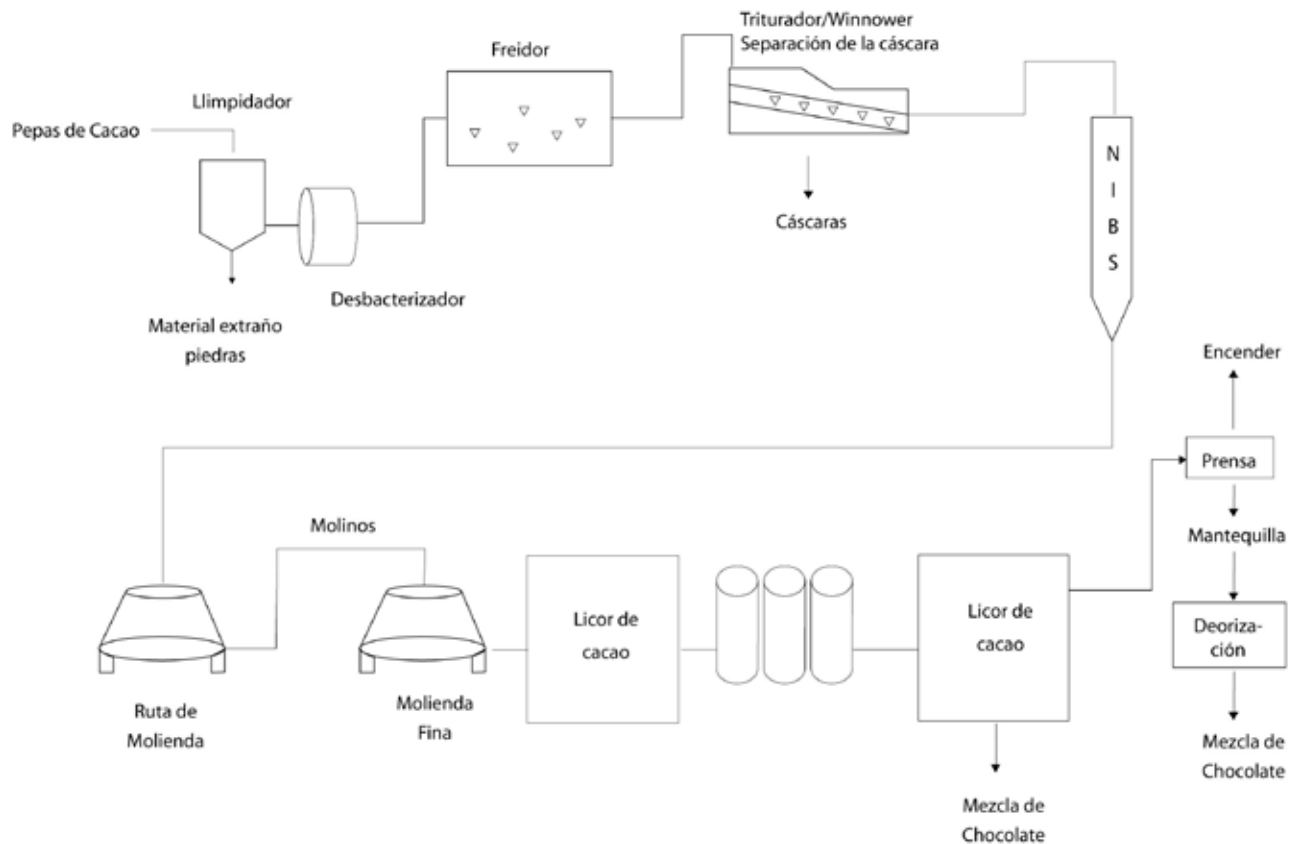 Triturador/Winnower
Separación de la cáscara
Freidor
Llimpidador
Pepas de Cacao
N
I
B
S
Cáscaras
Desbacterizador
Material extraño
piedras
Encender
Prensa
Molinos
Mantequilla
Licor de
cacao
Licor de
cacao
Deoriza-
ción
Ruta de
Molienda
Molienda
Fina
Mezcla de
Chocolate
Mezcla de
Chocolate